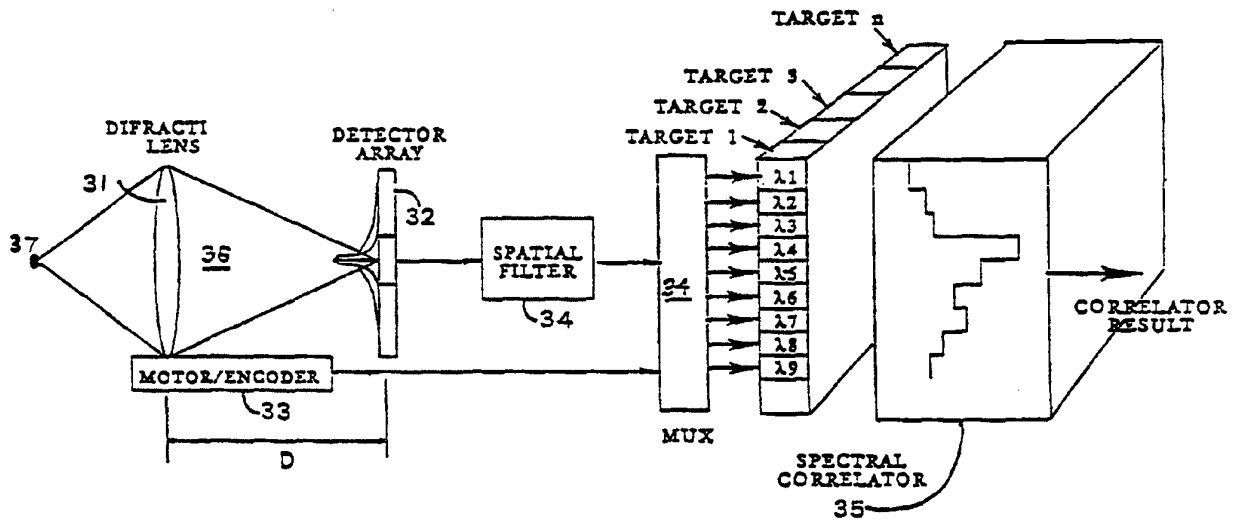 TARGET n
TARGET 3
TARGET 2
TARGET 1
DIFRACTI
LENS
DETECTOR
ARRAY
31
32
37
36
SPATIAL
FILTER
34
34
MUX
MOTOR/ENCODER
33
D
λ1
λ2
λ3
λ4
λ5
λ6
λ7
λ8
λ9
CORRELATOR
RESULT
SPECTRAL
CORRELATOR
35